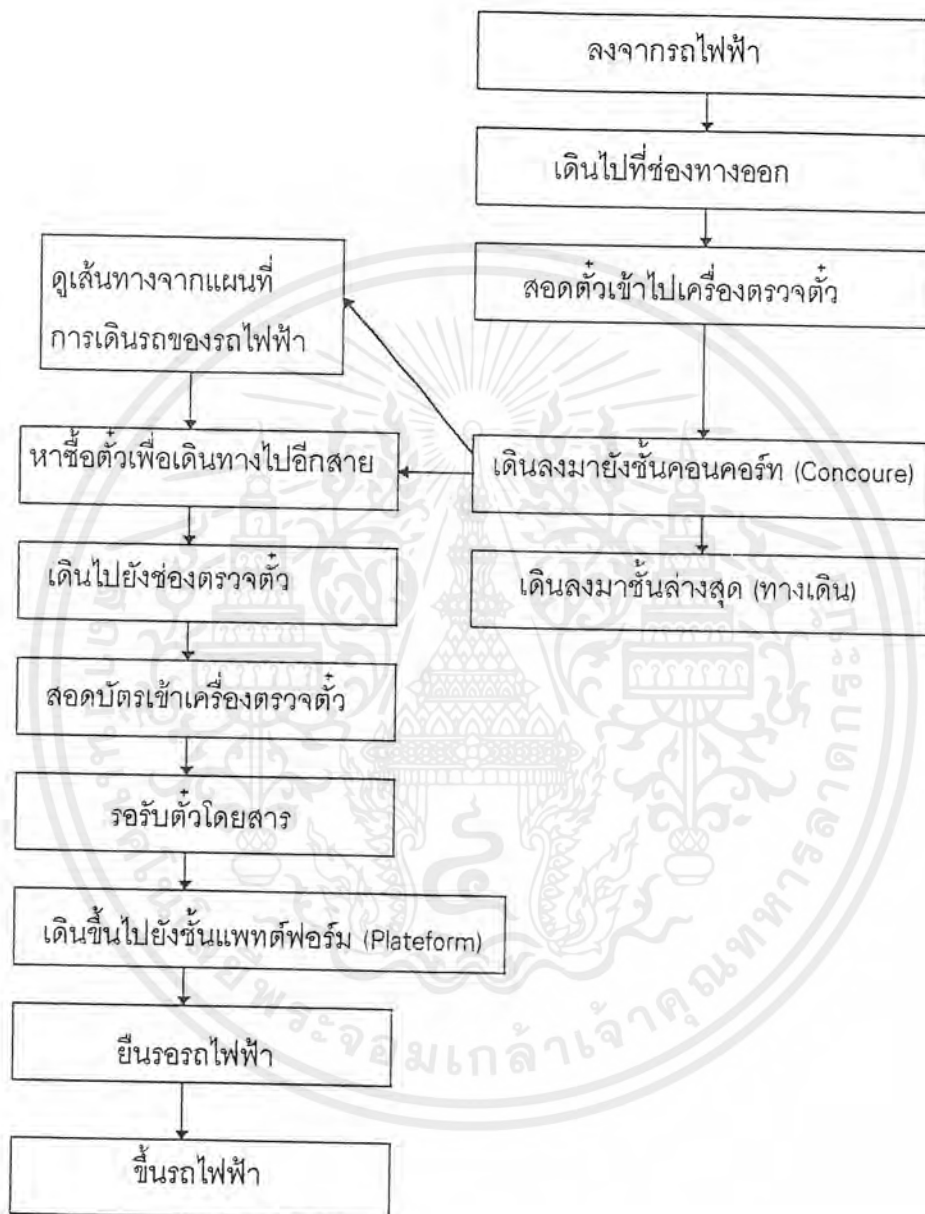 ลงจากรถไฟฟ้า
เดินไปที่ช่องทางออก
สอดตั๋วเข้าไปเครื่องตรวจตั๋ว
ดูเส้นทางจากแผนที่
การเดินรถของรถไฟฟ้า
หาซื้อตั๋วเพื่อเดินทางไปอีกสาย
เดินลงมายังชั้นคอนคอร์ท (Concoure)
เดินไปยังช่องตรวจตั๋ว
เดินลงมาชั้นล่างสุด (ทางเดิน)
สอดบัตรเข้าเครื่องตรวจตั๋ว
รอรับตั๋วโดยสาร
เดินขึ้นไปยังชั้นแพทต์ฟอร์ม (Plateform)
ยืนรอรถไฟฟ้า
ขึ้นรถไฟฟ้า